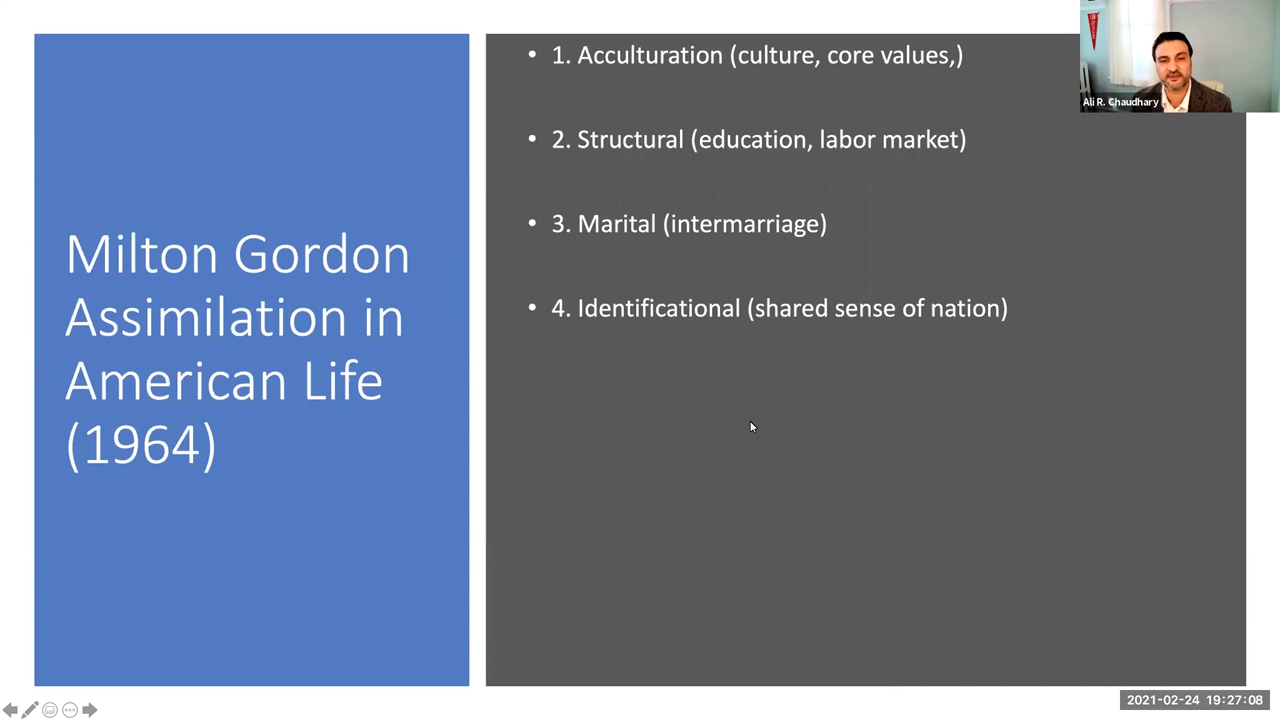 Milton Gordon
Assimilation in
American Life
(1964)
• 1. Acculturation (culture, core values,)
• 2. Structural (education, labor market)
• 3. Marital (intermarriage)
• 4. Identificational (shared sense of nation)
Ali R. Chaudhary
2021-02-24 19:27:08